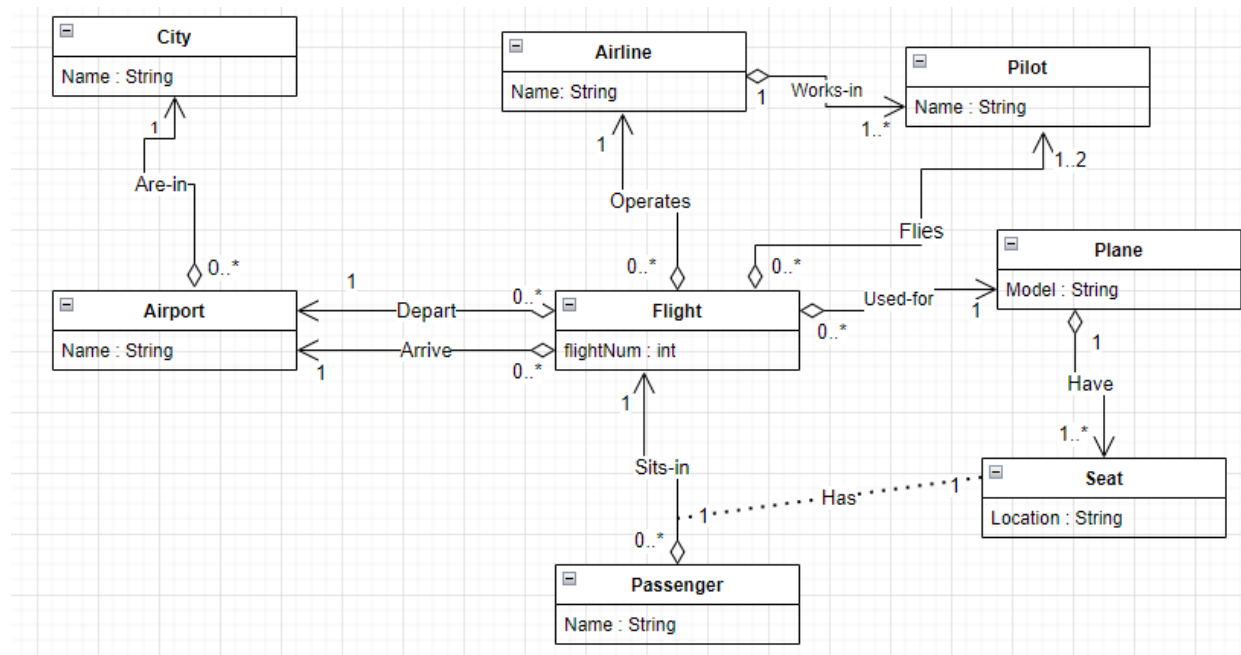 City
Name : String
1
Are-in
0..*
Airline
Name: String
1
Works-in
1..*
Pilot
Name : String
1..2
1
Operates
0..*
Flies
0..*
Plane
Model : String
1
Have
1..*
Airport
Name : String
1
Depart
0..*
Arrive
1
0..*
Flight
flightNum : int
Used-for
0..*
1
1
Sits-in
0..*
1
Has
1
Seat
Location : String
Passenger
Name : String